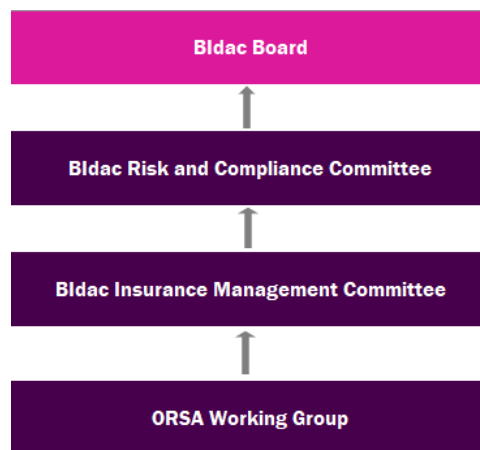 BIdac Board
BIdac Risk and Compliance Committee
BIdac Insurance Management Committee
ORSA Working Group